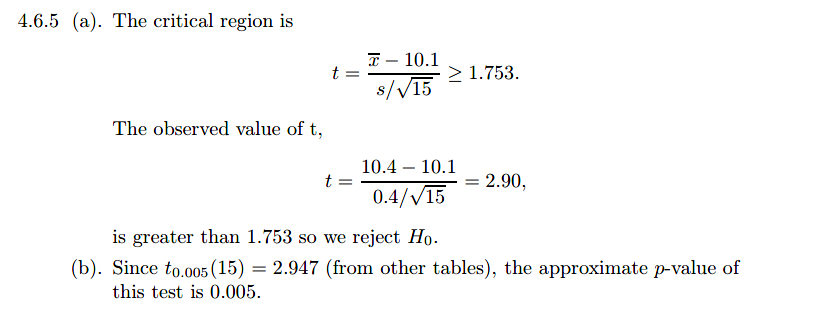 4.6.5 (a). The critical region is
t = (x̅ − 10.1)/(s/√15) ≥ 1.753.
The observed value of t,
t = (10.4 − 10.1)/(0.4/√15) = 2.90,
is greater than 1.753 so we reject H₀.
(b). Since t₀.₀₀₅(15) = 2.947 (from other tables), the approximate p-value of
this test is 0.005.